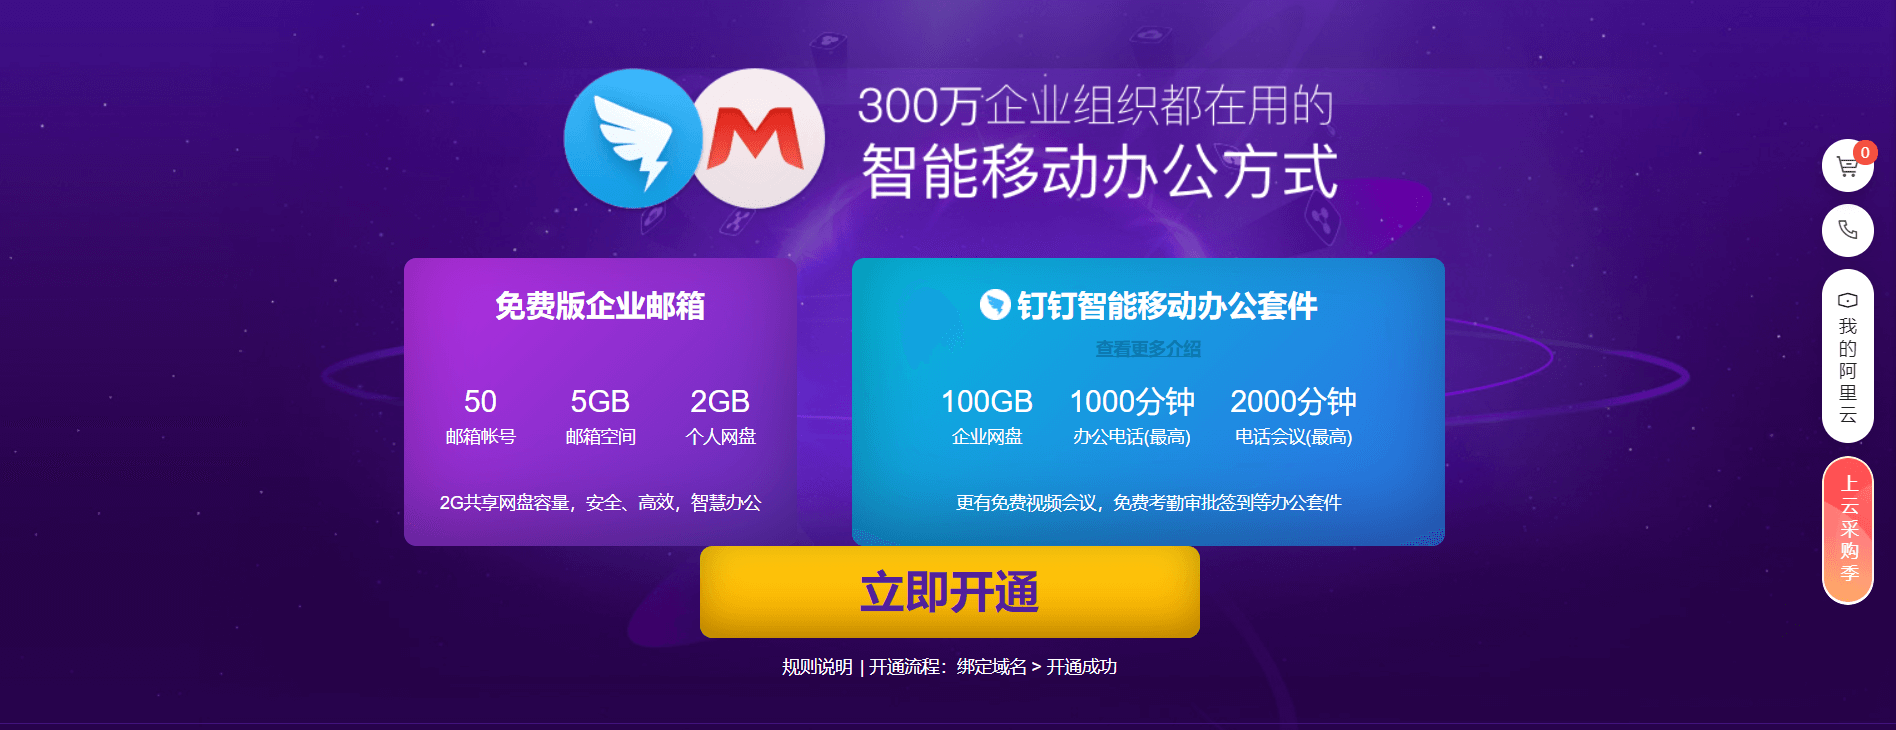 300万企业组织都在用的
智能移动办公方式
免费版企业邮箱
50
5GB
2GB
邮箱帐号
邮箱空间
个人网盘
2G共享网盘容量，安全、高效，智慧办公
钉钉智能移动办公套件
查看更多介绍
100GB
1000分钟
2000分钟
企业网盘
办公电话(最高)
电话会议(最高)
更有免费视频会议，免费考勤审批签到等办公套件
立即开通
规则说明 | 开通流程：绑定域名 > 开通成功
0
我的阿里云
上云采购季